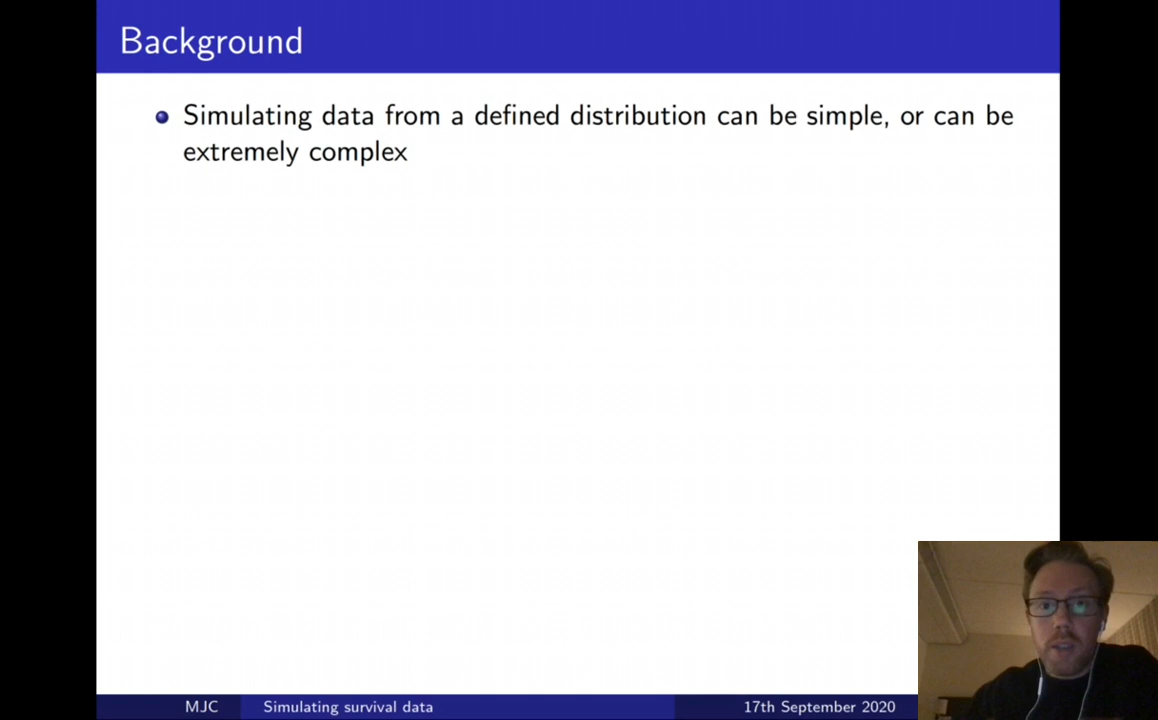 Background
Simulating data from a defined distribution can be simple, or can be
extremely complex
MJC
Simulating survival data
17th September 2020